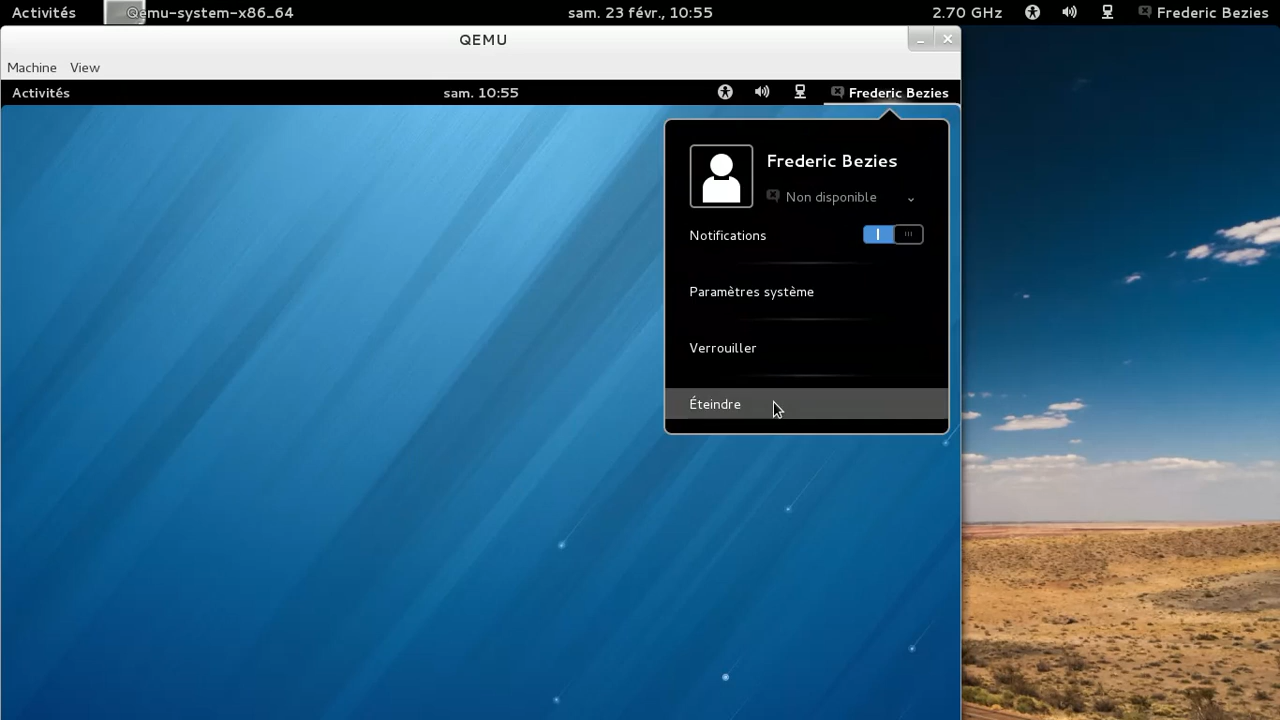 Activités Qemu-system-x86_64 sam. 23 févr., 10:55 2.70 GHz Frederic Bezies
QEMU
Machine View
Activités sam. 10:55 Frederic Bezies
Frederic Bezies
Non disponible
Notifications
Paramètres système
Verrouiller
Éteindre